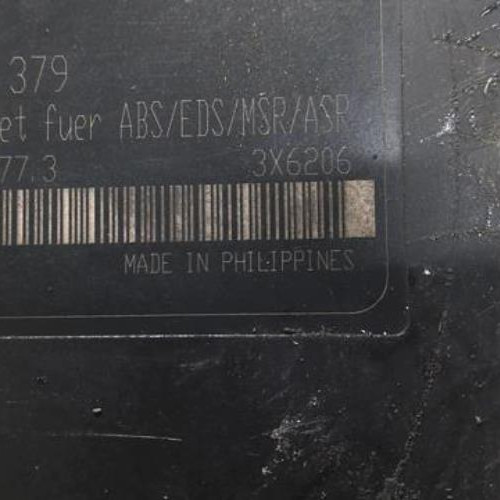 379
et fuer ABS/EDS/MSR/ASR
77.3 3X6206
MADE IN PHILIPPINES